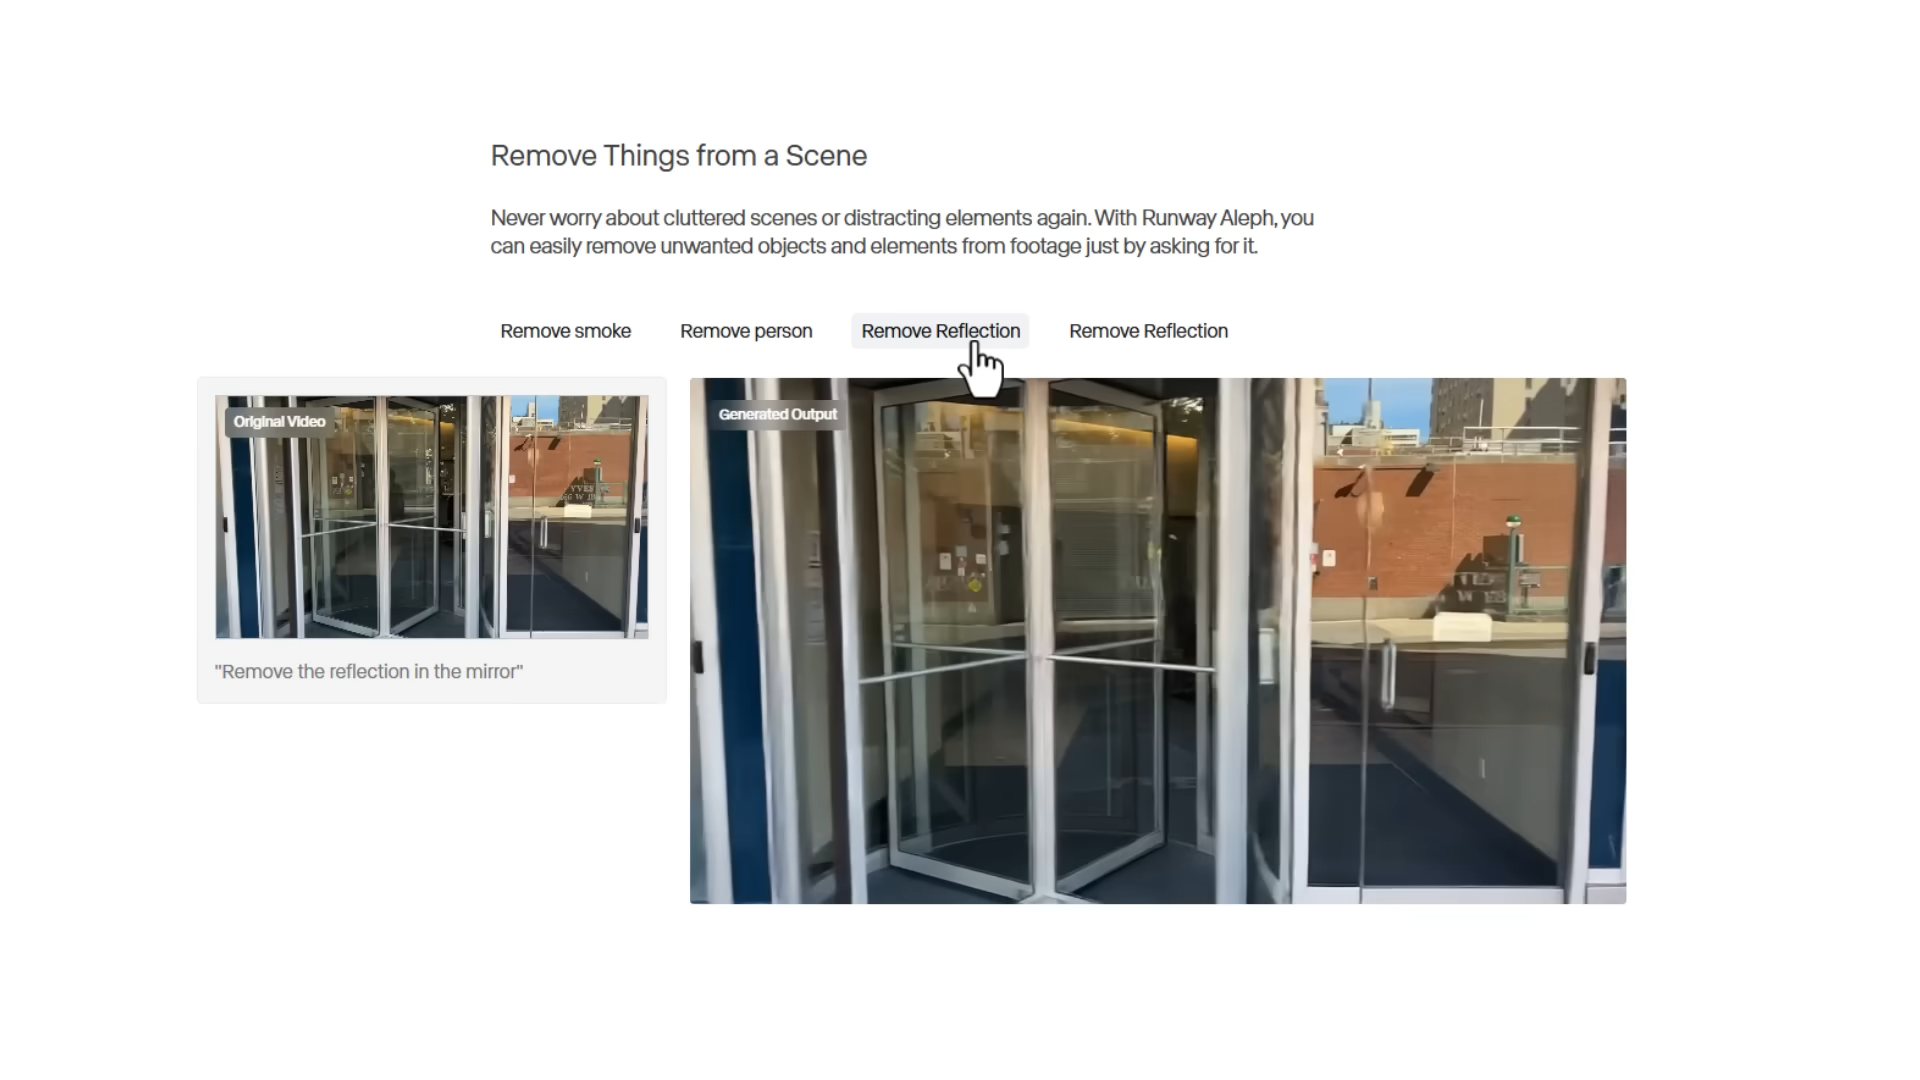 Remove Things from a Scene
Never worry about cluttered scenes or distracting elements again. With Runway Aleph, you
can easily remove unwanted objects and elements from footage just by asking for it.
Remove smoke
Remove person
Remove Reflection
Remove Reflection
Original Video
YVES
"Remove the reflection in the mirror"
Generated Output